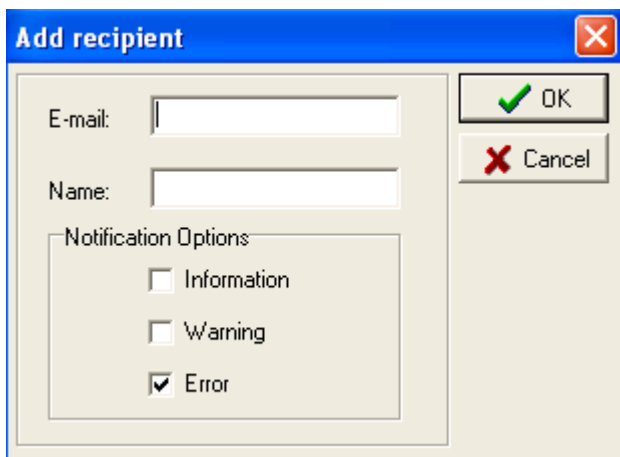 Add recipient
E-mail:
OK
Cancel
Name:
Notification Options
Information
Warning
Error